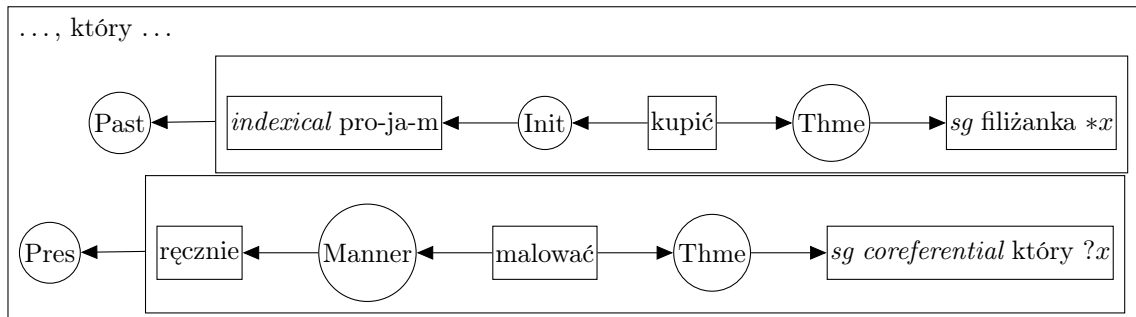 ..., który ...
Past indexical pro-ja-m Init kupić Thme sg filiżanka *x
Pres ręcznie Manner malować Thme sg coreferential który ?x